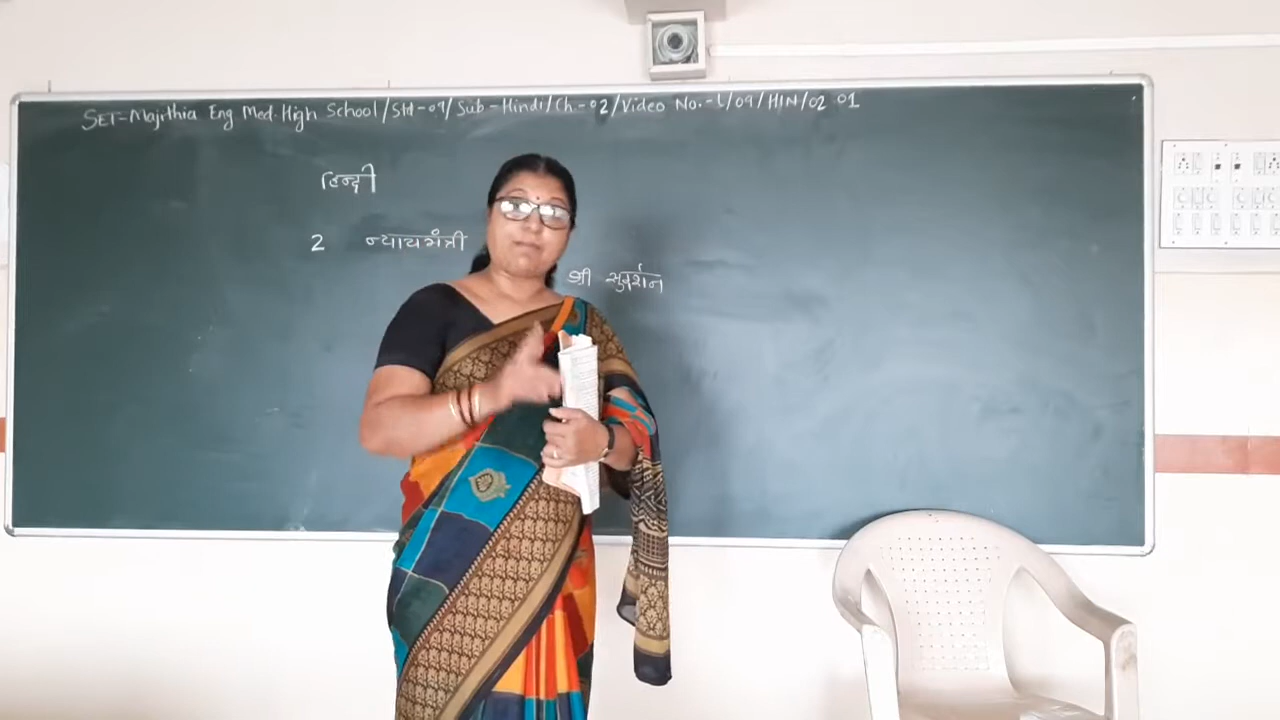 SET-Majithia Eng Med. High School/Std-09/Sub-Hindi/Ch.-02/Video No.-L/09/HIN/02 01
हिन्दी
2 न्यायमंत्री
श्री सुदर्शन